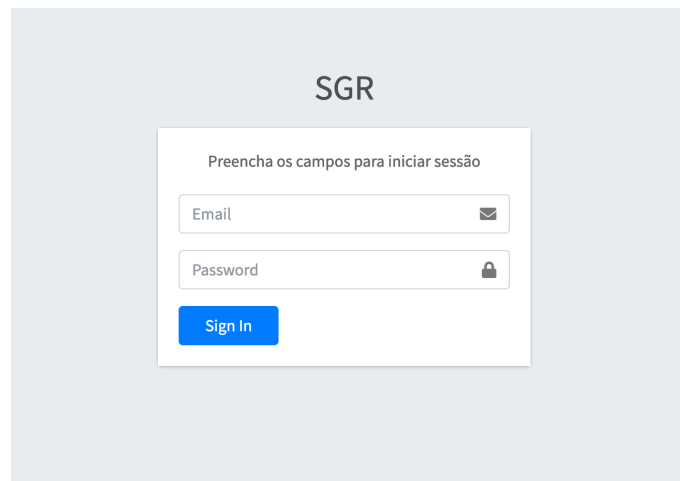 SGR
Preencha os campos para iniciar sessão
Email
Password
Sign In